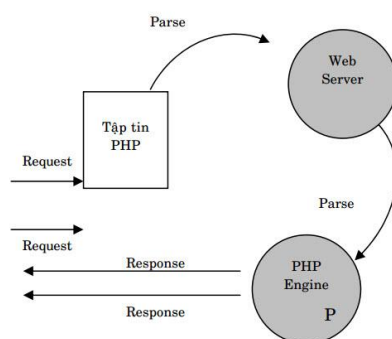 Parse
Web
Server
Tập tin
PHP
Request
Parse
Request
Response
PHP
Engine
P
Response